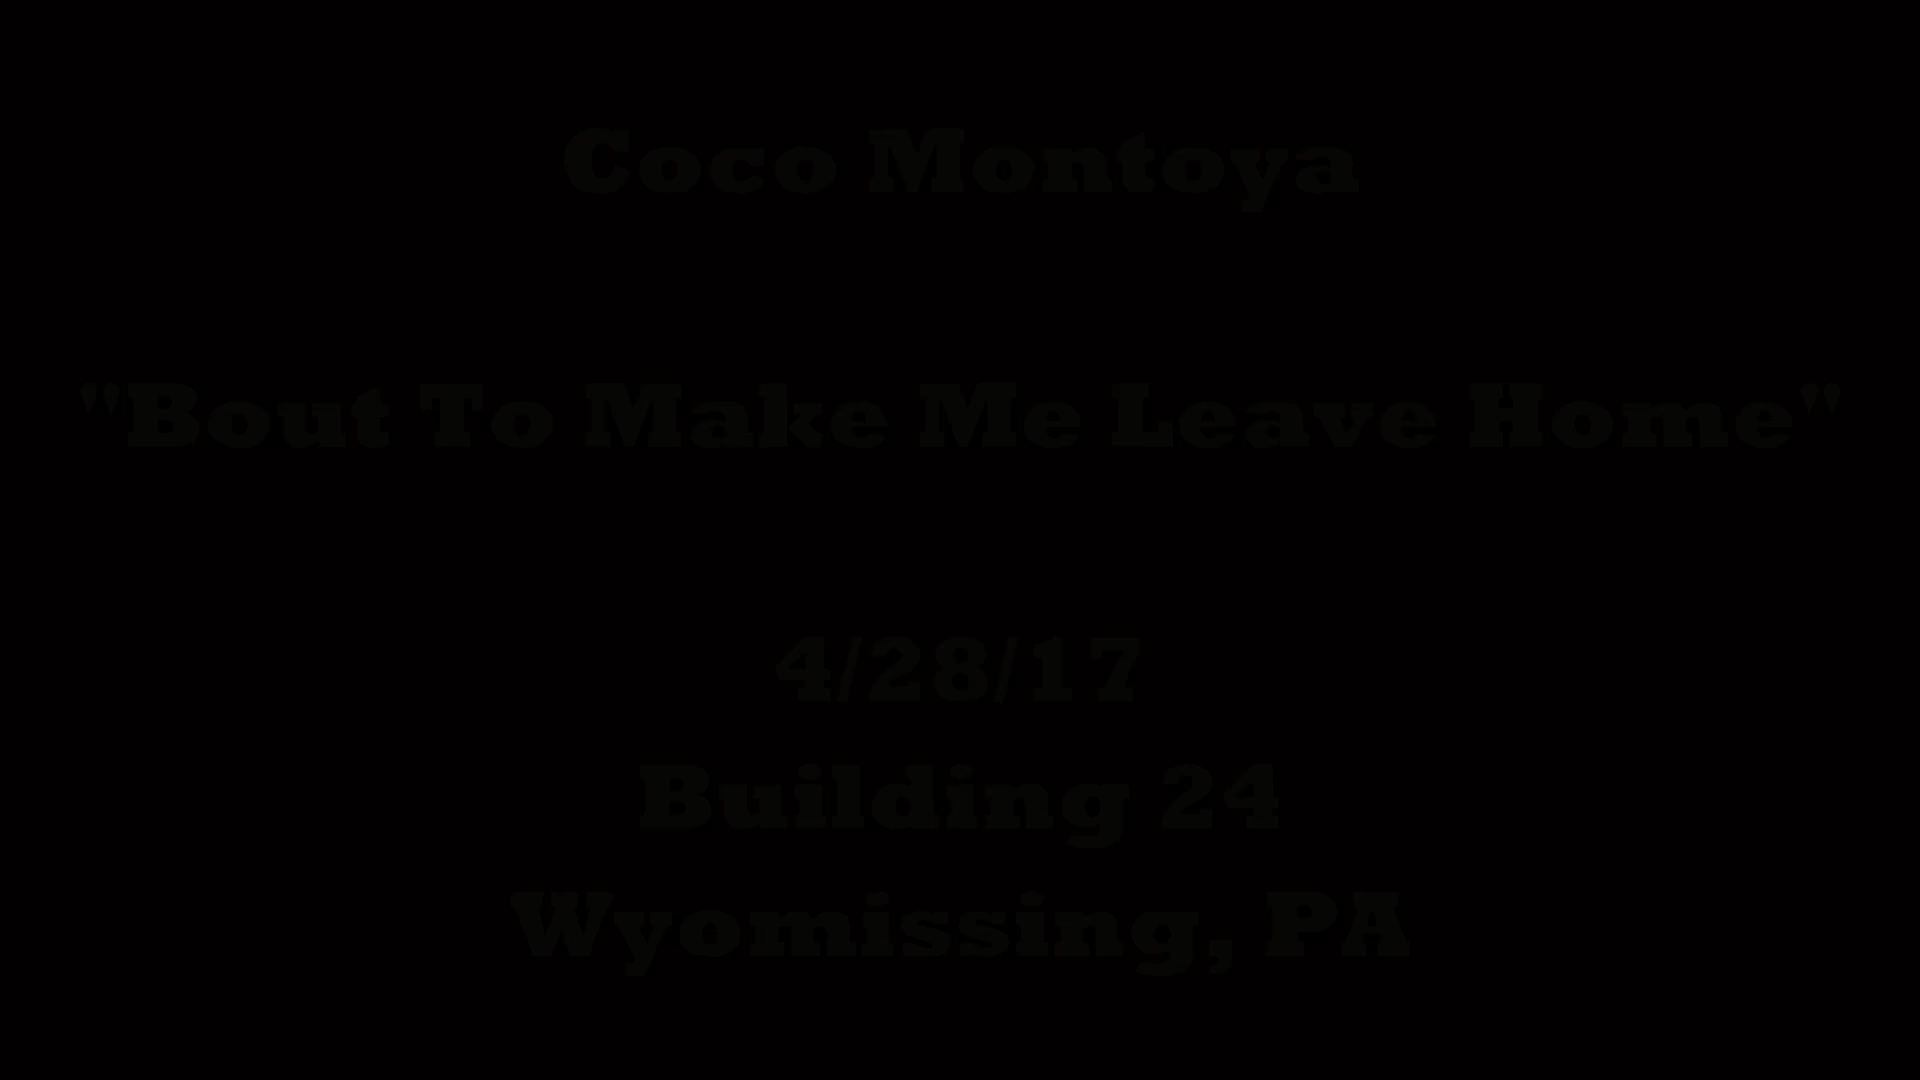 Coco Montoya
"Bout To Make Me Leave Home"
4/28/17
Building 24
Wyomissing, PA